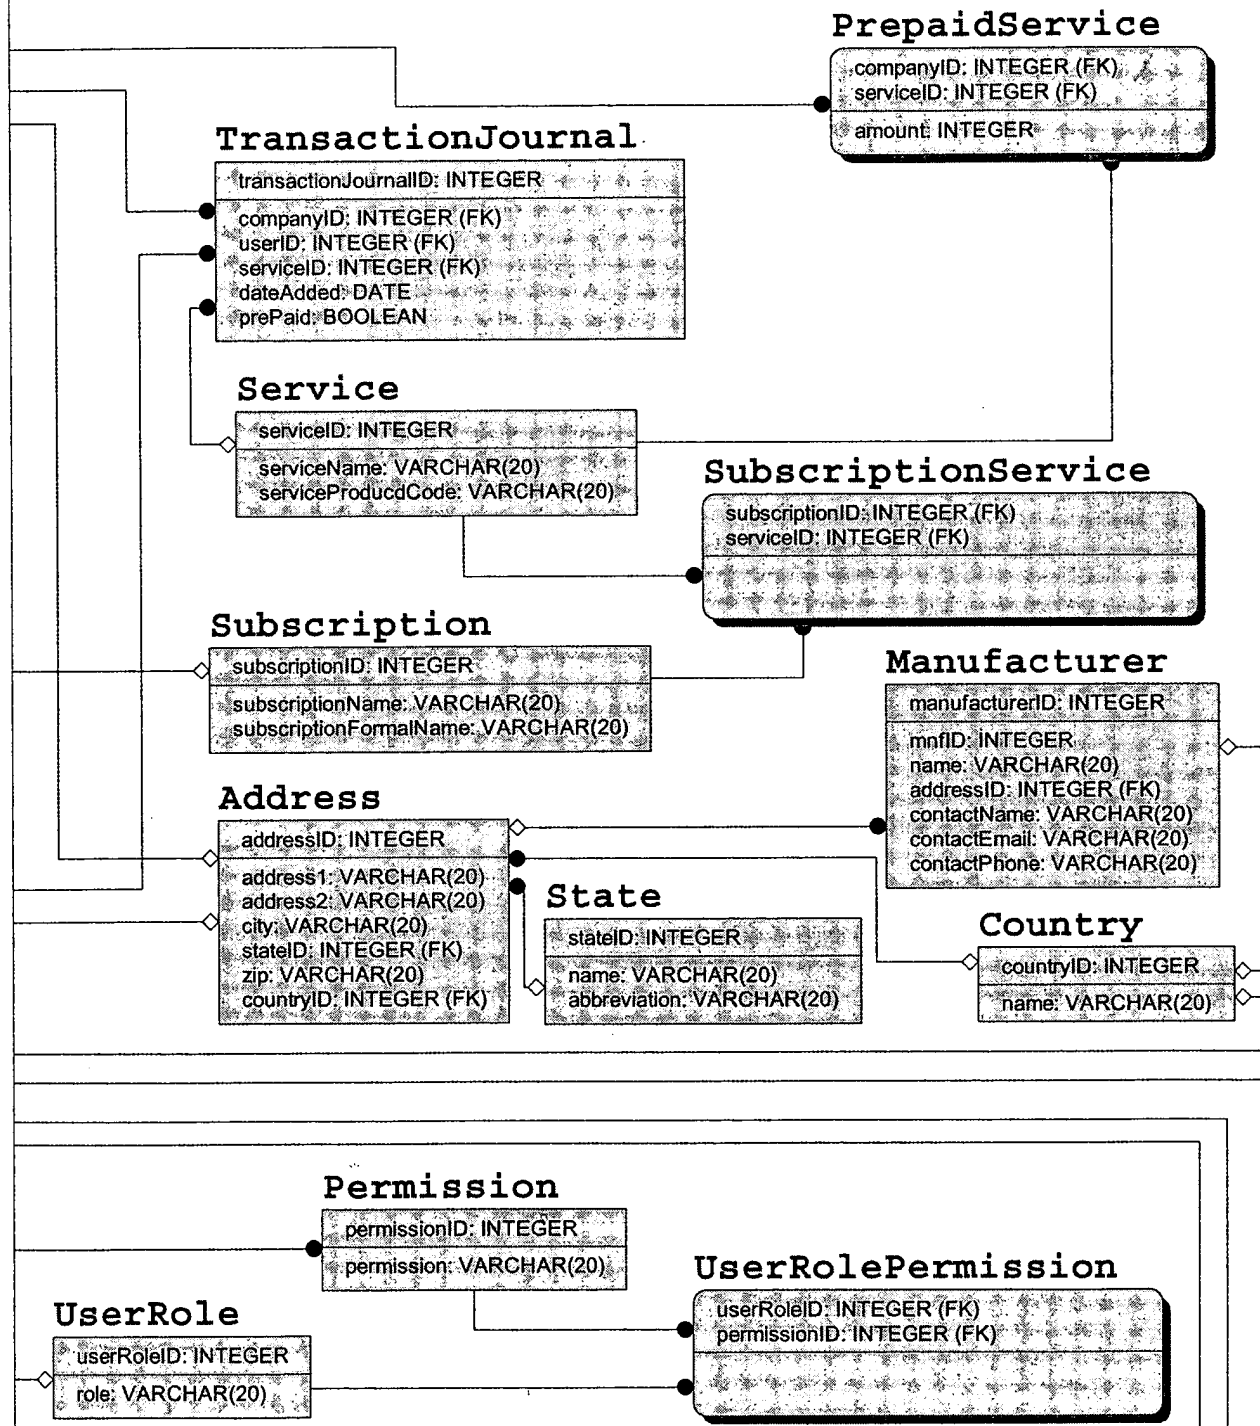 PrepaidService
companyID: INTEGER (FK)
serviceID: INTEGER (FK)
amount: INTEGER
TransactionJournal
transactionJournalID: INTEGER
companyID: INTEGER (FK)
userID: INTEGER (FK)
serviceID: INTEGER (FK)
dateAdded: DATE
prePaid: BOOLEAN
Service
serviceID: INTEGER
serviceName: VARCHAR(20)
serviceProducdCode: VARCHAR(20)
SubscriptionService
subscriptionID: INTEGER (FK)
serviceID: INTEGER (FK)
Subscription
subscriptionID: INTEGER
subscriptionName: VARCHAR(20)
subscriptionFormalName: VARCHAR(20)
Manufacturer
manufacturerID: INTEGER
mnfID: INTEGER
name: VARCHAR(20)
addressID: INTEGER (FK)
contactName: VARCHAR(20)
contactEmail: VARCHAR(20)
contactPhone: VARCHAR(20)
Address
addressID: INTEGER
address1: VARCHAR(20)
address2: VARCHAR(20)
city: VARCHAR(20)
stateID: INTEGER (FK)
zip: VARCHAR(20)
countryID: INTEGER (FK)
State
stateID: INTEGER
name: VARCHAR(20)
abbreviation: VARCHAR(20)
Country
countryID: INTEGER
name: VARCHAR(20)
Permission
permissionID: INTEGER
permission: VARCHAR(20)
UserRolePermission
userRoleID: INTEGER (FK)
permissionID: INTEGER (FK)
UserRole
userRoleID: INTEGER
role: VARCHAR(20)